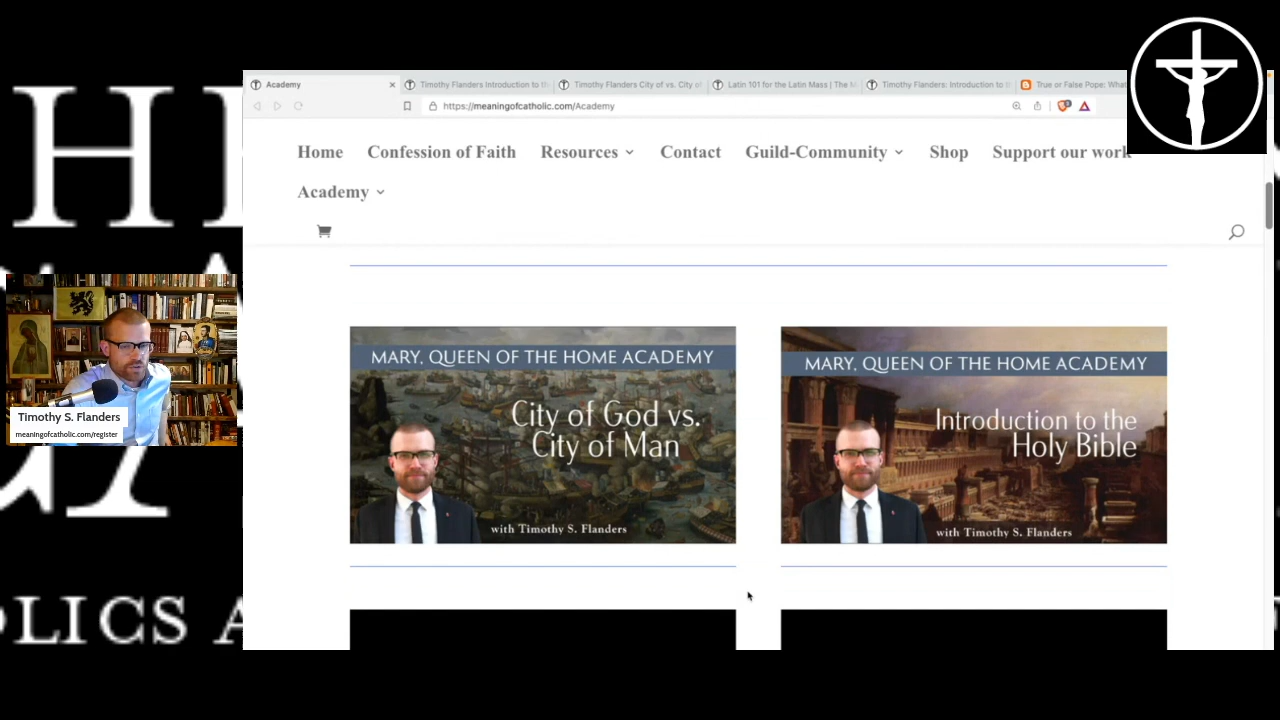 Academy
Timothy Flanders Introduction to th
Timothy Flanders City of vs. City of
Latin 101 for the Latin Mass | The M
Timothy Flanders: Introduction to t
True or False Pope: What
https://meaningofcatholic.com/Academy
Home
Confession of Faith
Resources
Contact
Guild-Community
Shop
Support our work
Academy
MARY, QUEEN OF THE HOME ACADEMY
City of God vs.
City of Man
with Timothy S. Flanders
MARY, QUEEN OF THE HOME ACADEMY
Introduction to the
Holy Bible
with Timothy S. Flanders
Timothy S. Flanders
meaningofcatholic.com/register
LICS A